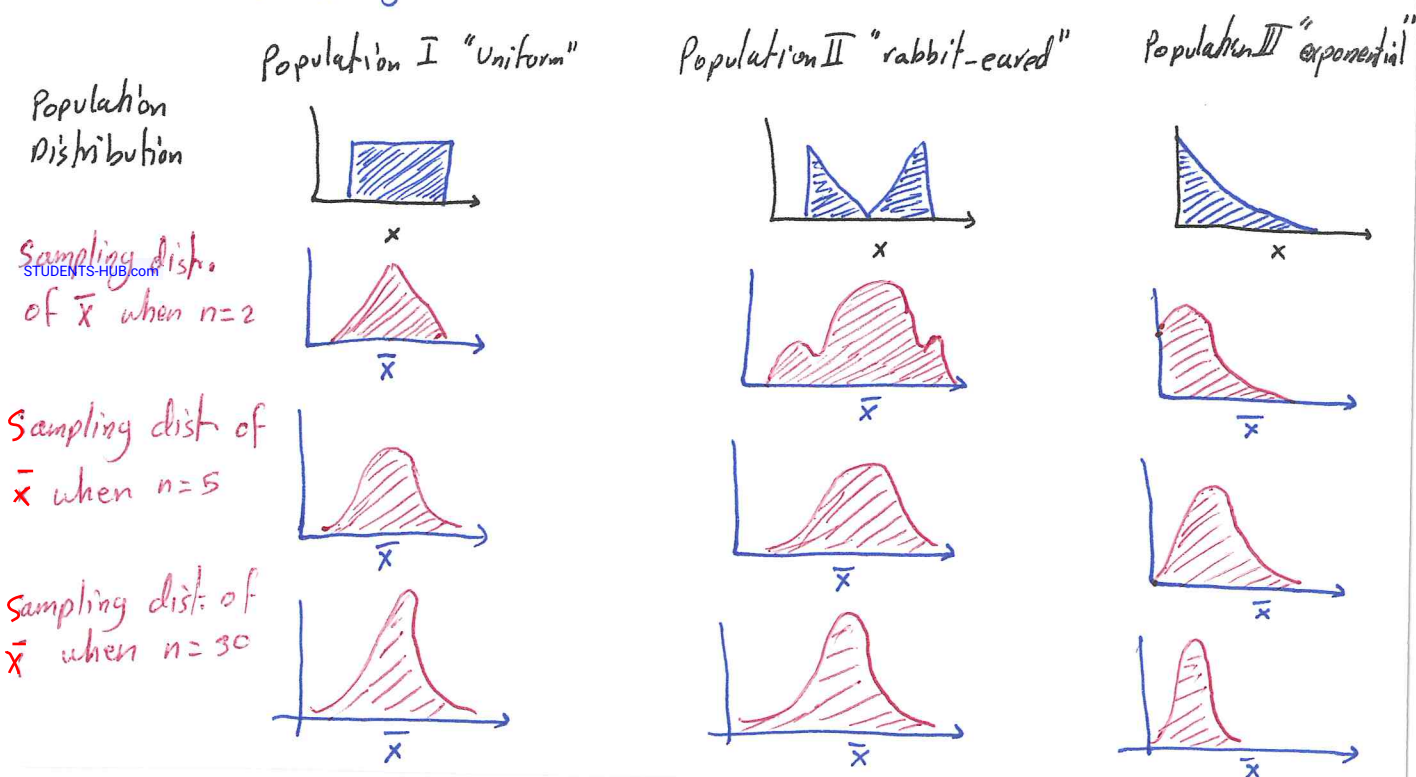 Population I "Uniform"
Population II "rabbit-eared"
Population III "exponential"
Population
Distribution
x
x
x
Sampling dist.
STUDENTS-HUB.com
of x̄ when n=2
x̄
x̄
x̄
Sampling dist of
x̄ when n=5
x̄
x̄
x̄
Sampling dist. of
x̄ when n=30
x̄
x̄
x̄